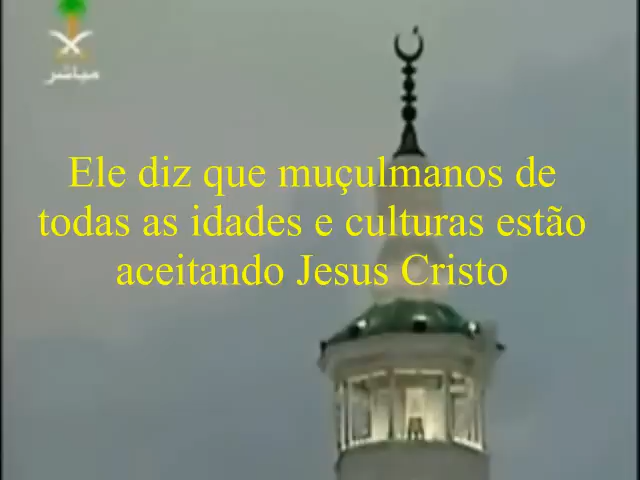 مباشر
Ele diz que muçulmanos de
todas as idades e culturas estão
aceitando Jesus Cristo